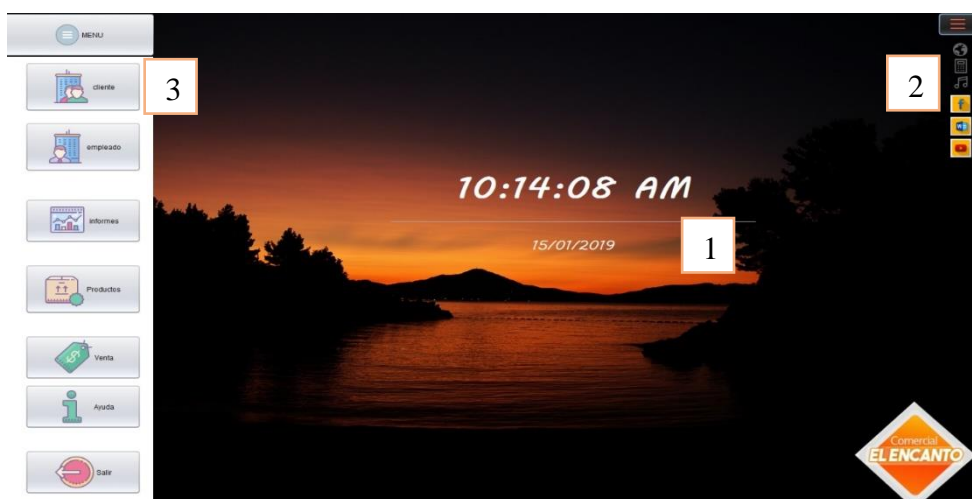 MENU
cliente
3
2
empleado
10:14:08 AM
informes
15/01/2019
1
Productos
Venta
Ayuda
Comercial
EL ENCANTO
Salir